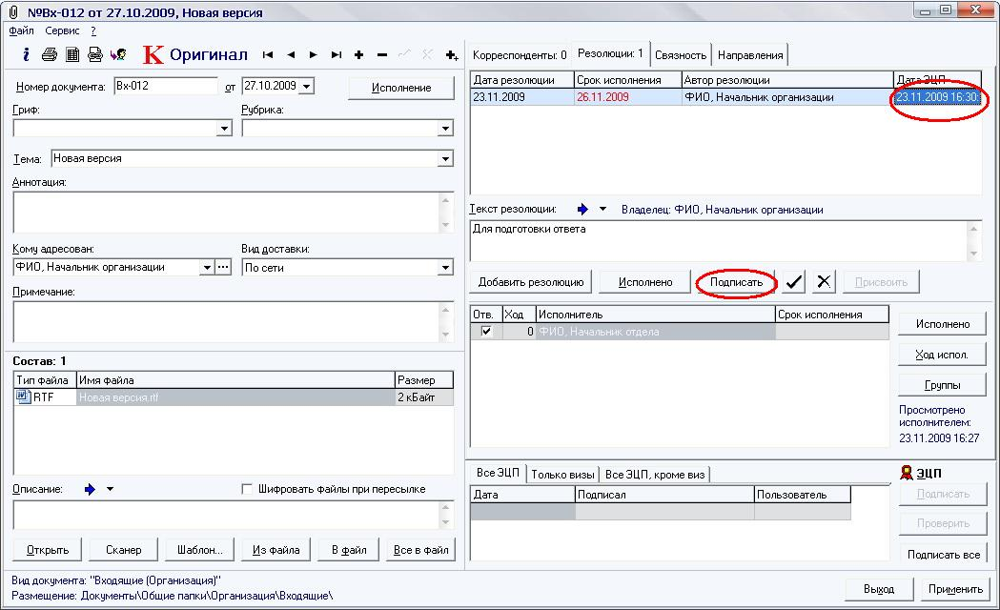 №Вх-012 от 27.10.2009, Новая версия
Файл Сервис ?
К Оригинал
Номер документа: Вх-012 от 27.10.2009 Исполнение
Гриф: Рубрика:
Тема: Новая версия
Аннотация:
Кому адресован: Вид доставки:
ФИО, Начальник организации ... По сети
Примечание:
Состав: 1
Тип файла Имя файла Размер
RTF Новая версия.rtf 2 кБайт
Описание: Шифровать файлы при пересылке
Открыть Сканер Шаблон... Из файла В файл Все в файл
Корреспонденты: 0 Резолюции: 1 Связность Направления
Дата резолюции Срок исполнения Автор резолюции Дата ЭЦП
23.11.2009 26.11.2009 ФИО, Начальник организации 23.11.2009 16:30:
Текст резолюции: Владелец: ФИО, Начальник организации
Для подготовки ответа
Добавить резолюцию Исполнено Подписать Присвоить
Отв. Ход Исполнитель Срок исполнения
0 ФИО, Начальник отдела
Исполнено
Ход испол.
Группы
Просмотрено
исполнителем:
23.11.2009 16:27
Все ЭЦП Только визы Все ЭЦП, кроме виз
Дата Подписал Пользователь
ЭЦП
Подписать
Проверить
Подписать все
Вид документа: "Входящие (Организация)"
Размещение: Документы\Общие папки\Организация\Входящие\
Выход Применить